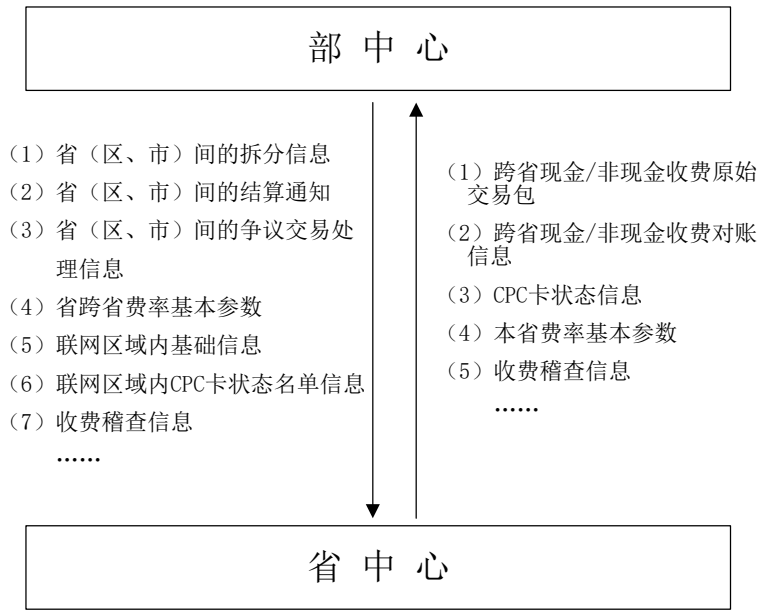 部 中 心
（1）省（区、市）间的拆分信息
（2）省（区、市）间的结算通知
（3）省（区、市）间的争议交易处
理信息
（4）省跨省费率基本参数
（5）联网区域内基础信息
（6）联网区域内CPC卡状态名单信息
（7）收费稽查信息
……
（1）跨省现金/非现金收费原始
交易包
（2）跨省现金/非现金收费对账
信息
（3）CPC卡状态信息
（4）本省费率基本参数
（5）收费稽查信息
……
省 中 心